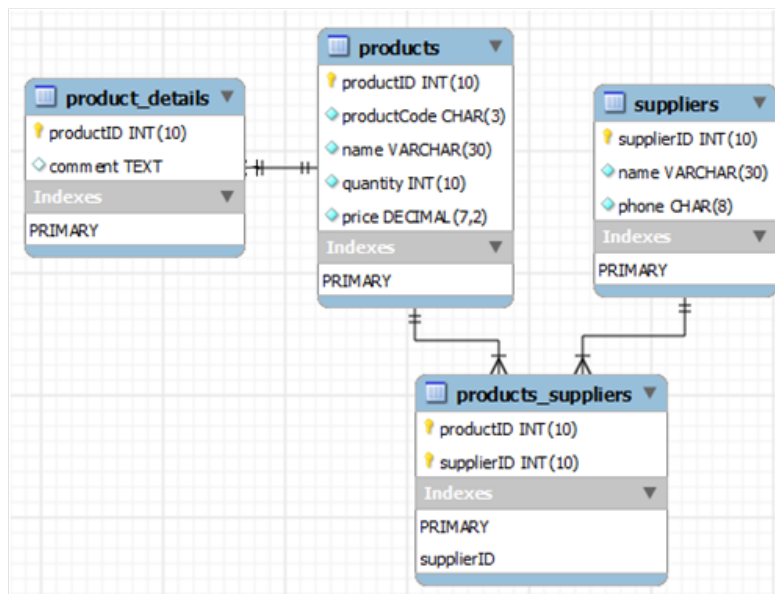 product_details
productID INT(10)
comment TEXT
Indexes
PRIMARY
products
productID INT(10)
productCode CHAR(3)
name VARCHAR(30)
quantity INT(10)
price DECIMAL(7,2)
Indexes
PRIMARY
suppliers
supplierID INT(10)
name VARCHAR(30)
phone CHAR(8)
Indexes
PRIMARY
products_suppliers
productID INT(10)
supplierID INT(10)
Indexes
PRIMARY
supplierID